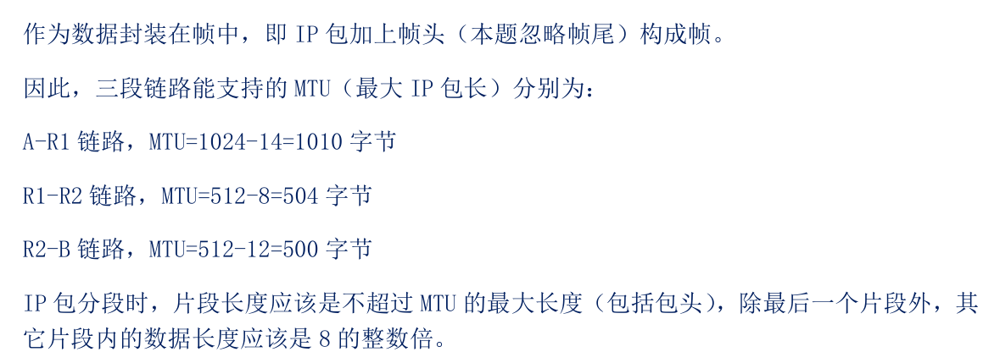 作为数据封装在帧中，即 IP 包加上帧头（本题忽略帧尾）构成帧。
因此，三段链路能支持的 MTU（最大 IP 包长）分别为：
A-R1 链路，MTU=1024-14=1010 字节
R1-R2 链路，MTU=512-8=504 字节
R2-B 链路，MTU=512-12=500 字节
IP 包分段时，片段长度应该是不超过 MTU 的最大长度（包括包头），除最后一个片段外，其
它片段内的数据长度应该是 8 的整数倍。